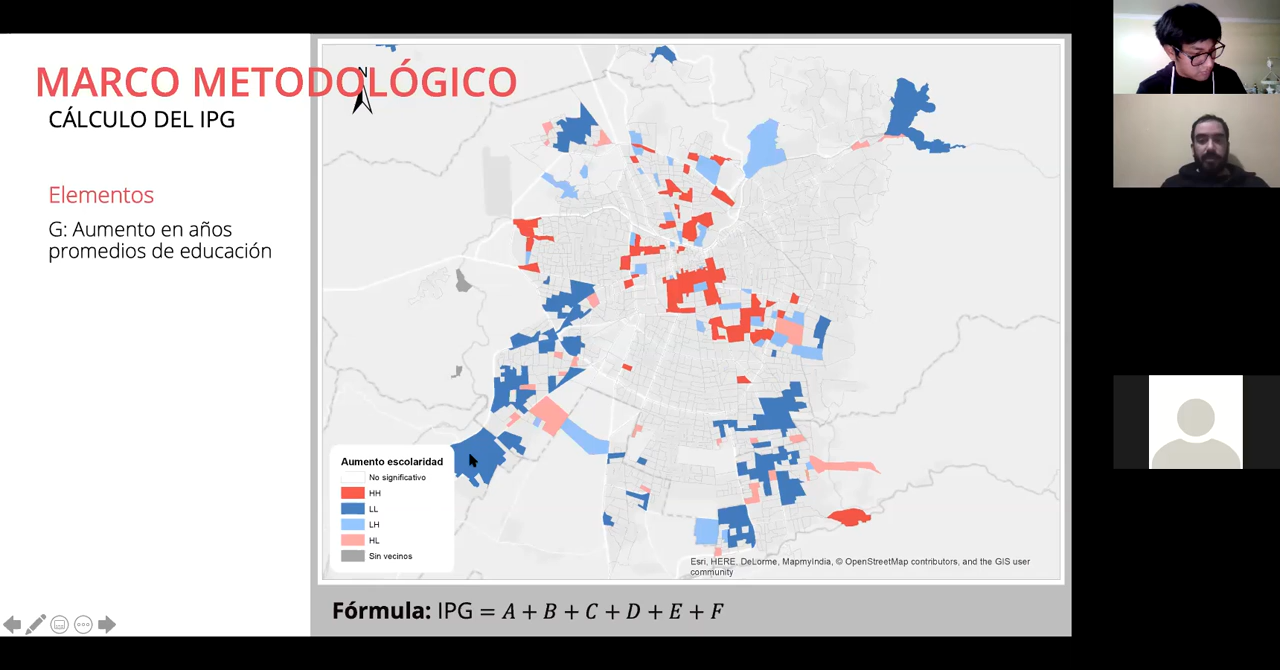 MARCO METODOLÓGICO
CÁLCULO DEL IPG
Elementos
G: Aumento en años
promedios de educación
N
Aumento escolaridad
No significativo
HH
LL
LH
HL
Sin vecinos
Esri, HERE, DeLorme, MapmyIndia, © OpenStreetMap contributors, and the GIS user
community
Fórmula: IPG = A + B + C + D + E + F